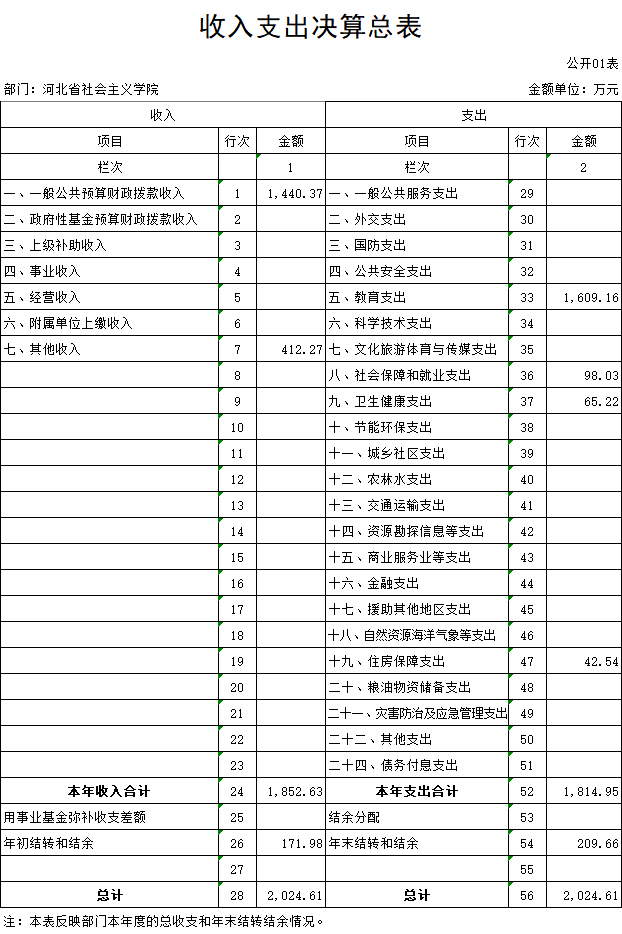 收入支出决算总表
公开01表
部门：河北省社会主义学院 金额单位：万元
收入 支出
项目 行次 金额 项目 行次 金额
栏次 1 栏次 2
一、一般公共预算财政拨款收入 1 1,440.37 一、一般公共服务支出 29
二、政府性基金预算财政拨款收入 2 二、外交支出 30
三、上级补助收入 3 三、国防支出 31
四、事业收入 4 四、公共安全支出 32
五、经营收入 5 五、教育支出 33 1,609.16
六、附属单位上缴收入 6 六、科学技术支出 34
七、其他收入 7 412.27 七、文化旅游体育与传媒支出 35
8 八、社会保障和就业支出 36 98.03
9 九、卫生健康支出 37 65.22
10 十、节能环保支出 38
11 十一、城乡社区支出 39
12 十二、农林水支出 40
13 十三、交通运输支出 41
14 十四、资源勘探信息等支出 42
15 十五、商业服务业等支出 43
16 十六、金融支出 44
17 十七、援助其他地区支出 45
18 十八、自然资源海洋气象等支出 46
19 十九、住房保障支出 47 42.54
20 二十、粮油物资储备支出 48
21 二十一、灾害防治及应急管理支出 49
22 二十二、其他支出 50
23 二十四、债务付息支出 51
本年收入合计 24 1,852.63 本年支出合计 52 1,814.95
用事业基金弥补收支差额 25 结余分配 53
年初结转和结余 26 171.98 年末结转和结余 54 209.66
27 55
总计 28 2,024.61 总计 56 2,024.61
注：本表反映部门本年度的总收支和年末结转结余情况。